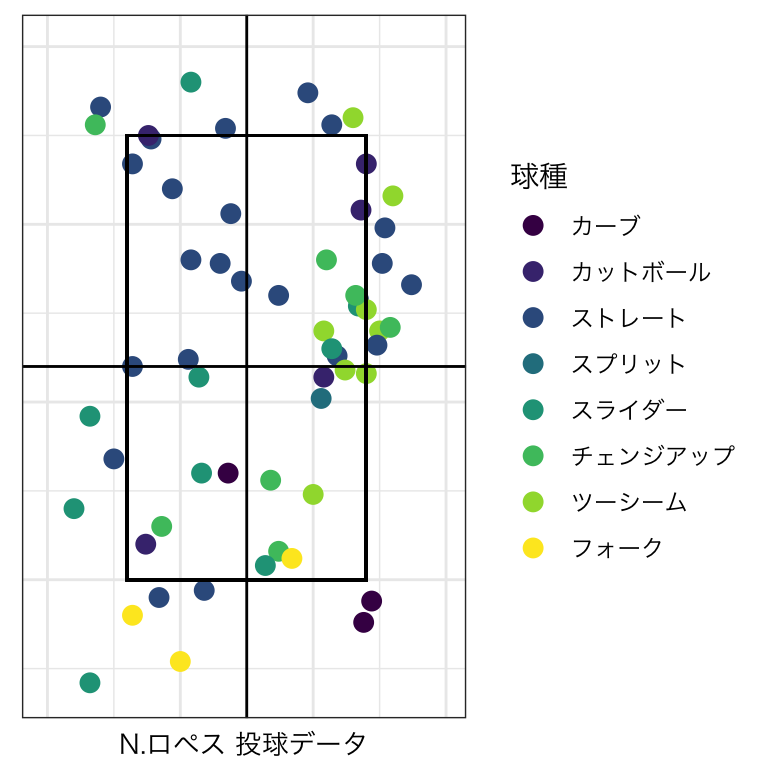 球種
カーブ
カットボール
ストレート
スプリット
スライダー
チェンジアップ
ツーシーム
フォーク
N.ロペス 投球データ